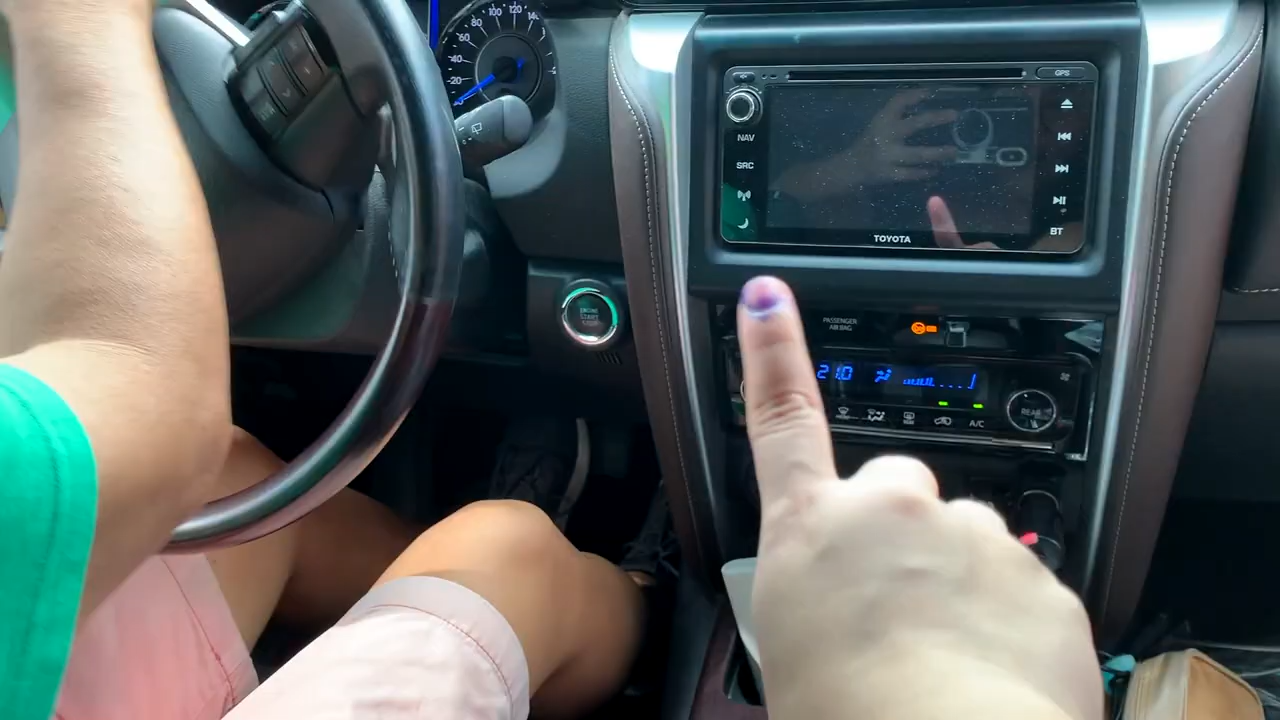 20
40
60
80
100
120
GPS
NAV
SRC
BT
TOYOTA
ENGINE
START
STOP
PASSENGER
AIR BAG
21.0
A/C
REAR